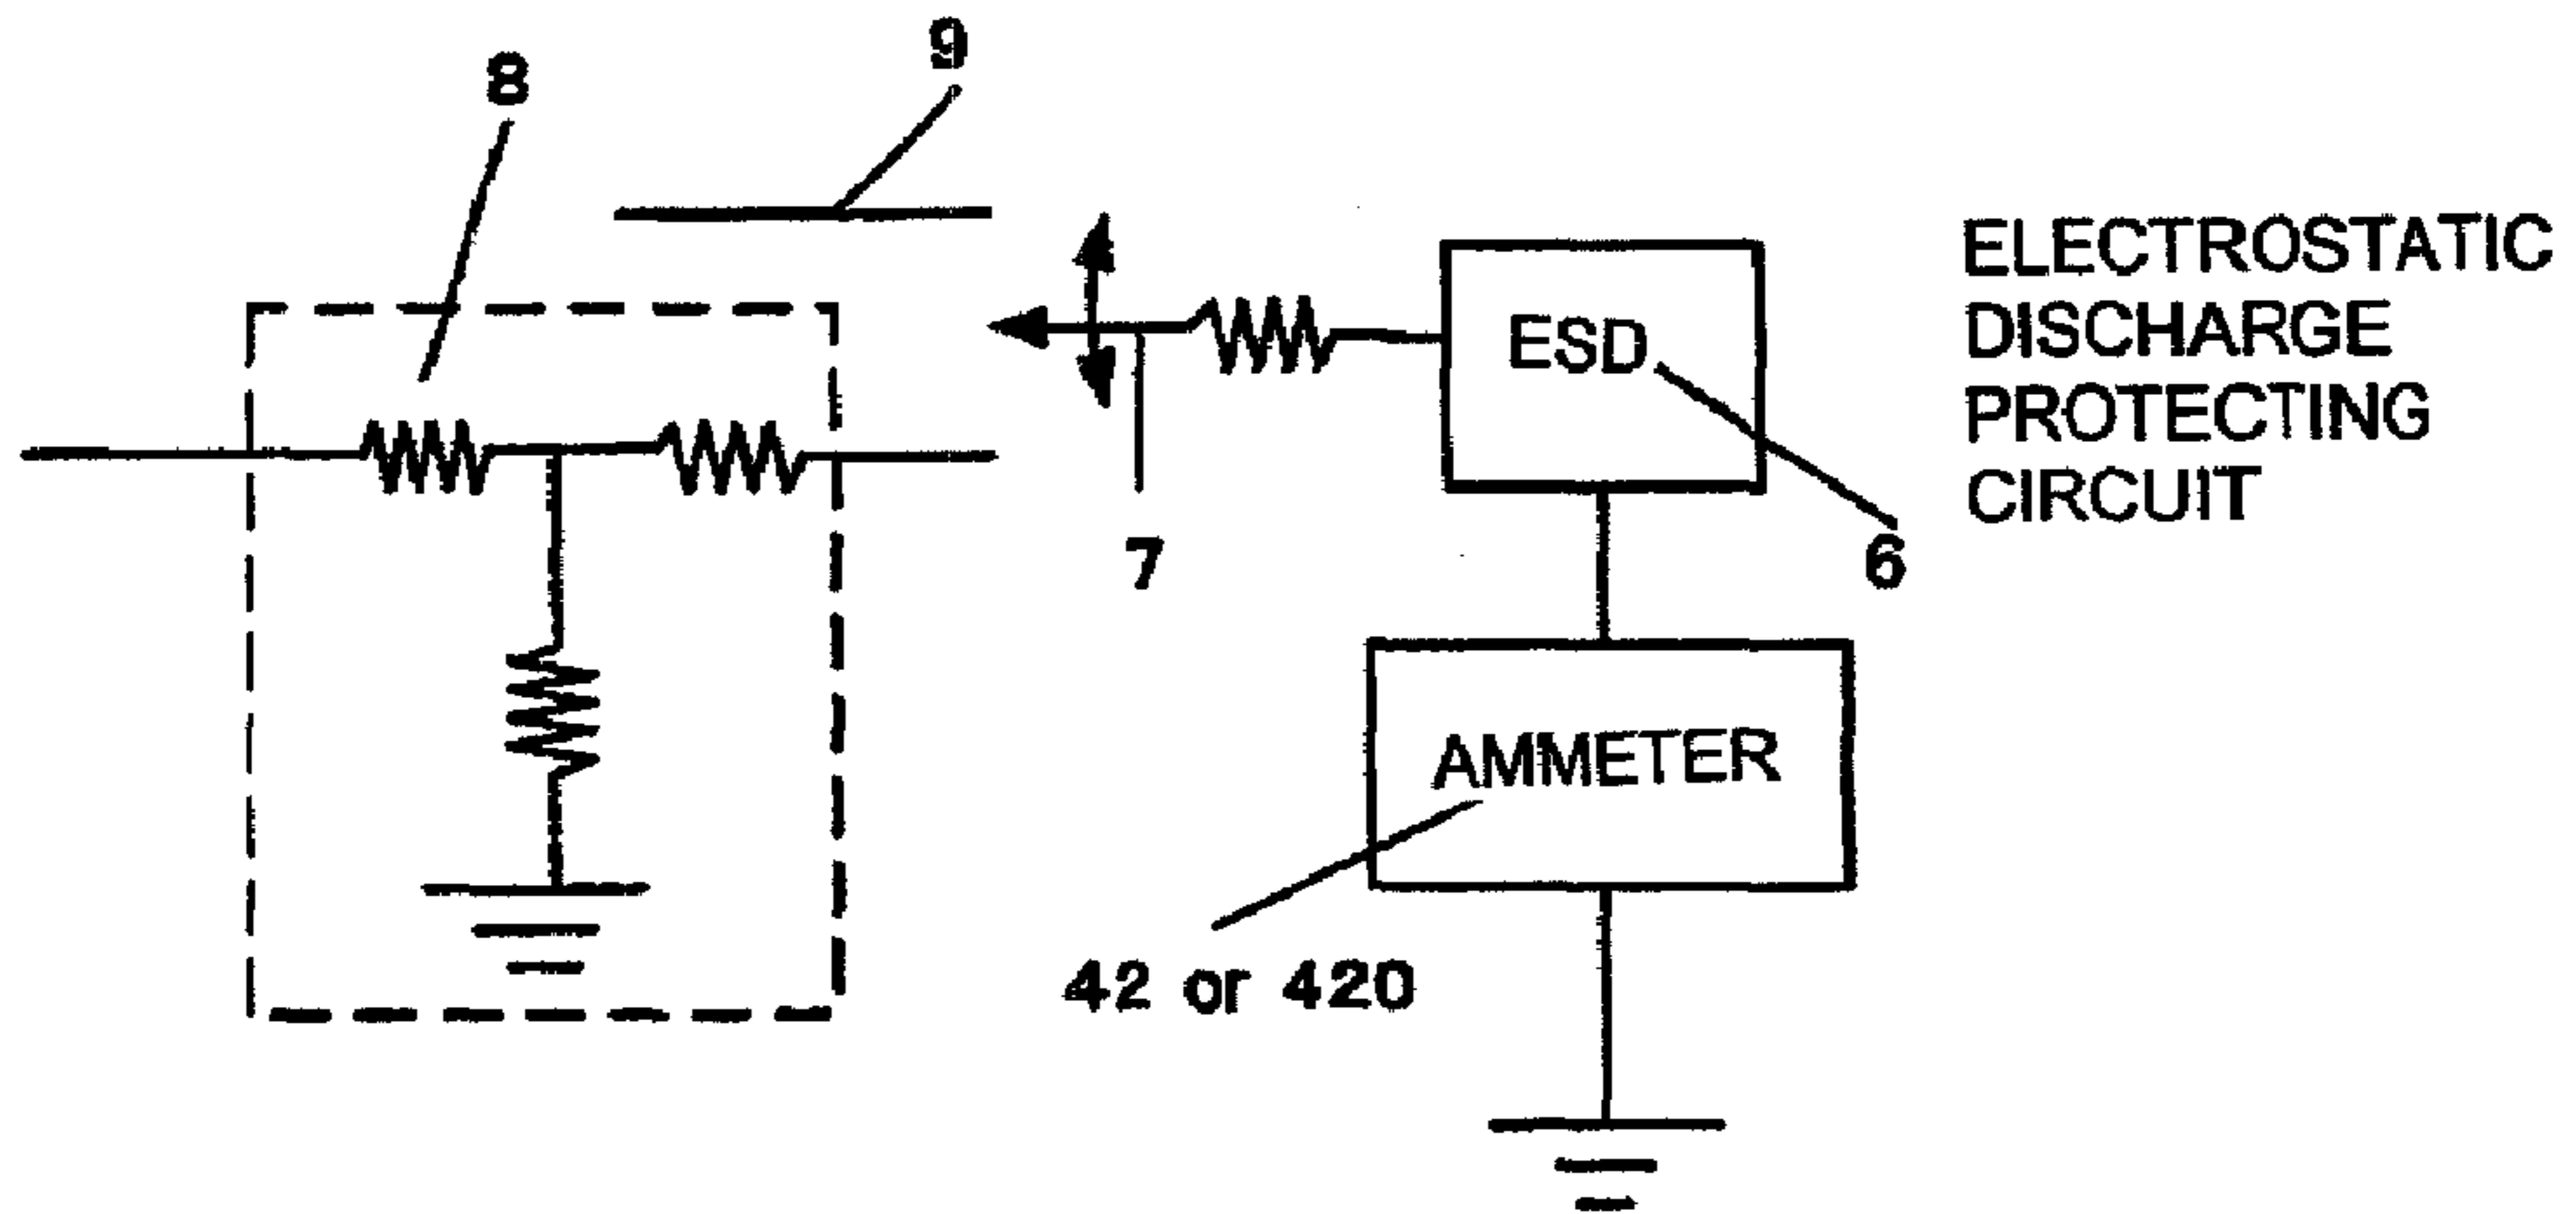 8
9
ESD
ELECTROSTATIC
DISCHARGE
PROTECTING
CIRCUIT
7
6
AMMETER
42 or 420